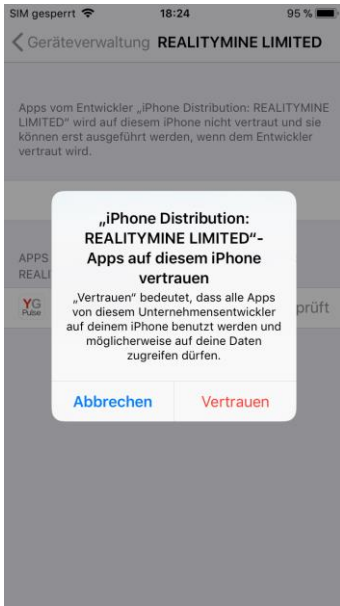 SIM gesperrt 18:24 95 %
Geräteverwaltung REALITYMINE LIMITED
Apps vom Entwickler „iPhone Distribution: REALITYMINE
LIMITED“ wird auf diesem iPhone nicht vertraut und sie
können erst ausgeführt werden, wenn dem Entwickler
vertraut wird.
„iPhone Distribution:
REALITYMINE LIMITED“-
Apps auf diesem iPhone
vertrauen
„Vertrauen“ bedeutet, dass alle Apps
von diesem Unternehmensentwickler
auf deinem iPhone benutzt werden und
möglicherweise auf deine Daten
zugreifen dürfen.
Abbrechen Vertrauen
APPS
REALI
YG
Pulse
prüft